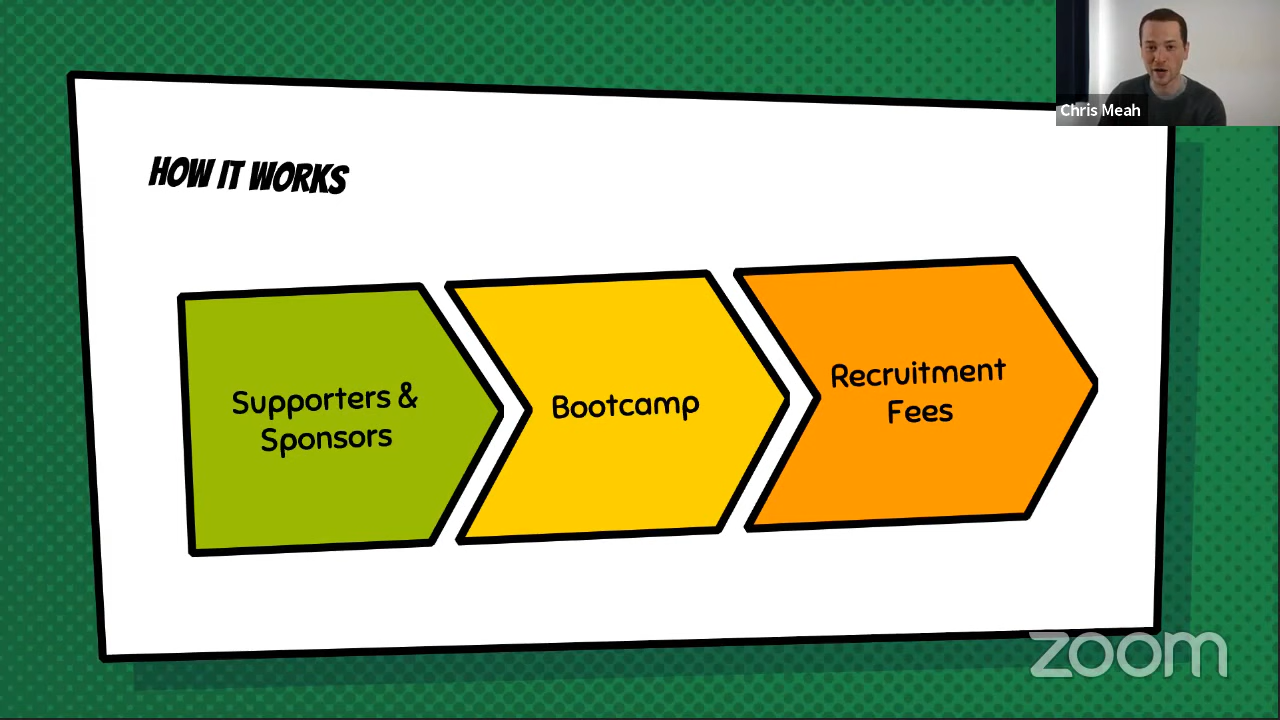 Chris Meah
HOW IT WORKS
Supporters &
Sponsors
Bootcamp
Recruitment
Fees
zoom